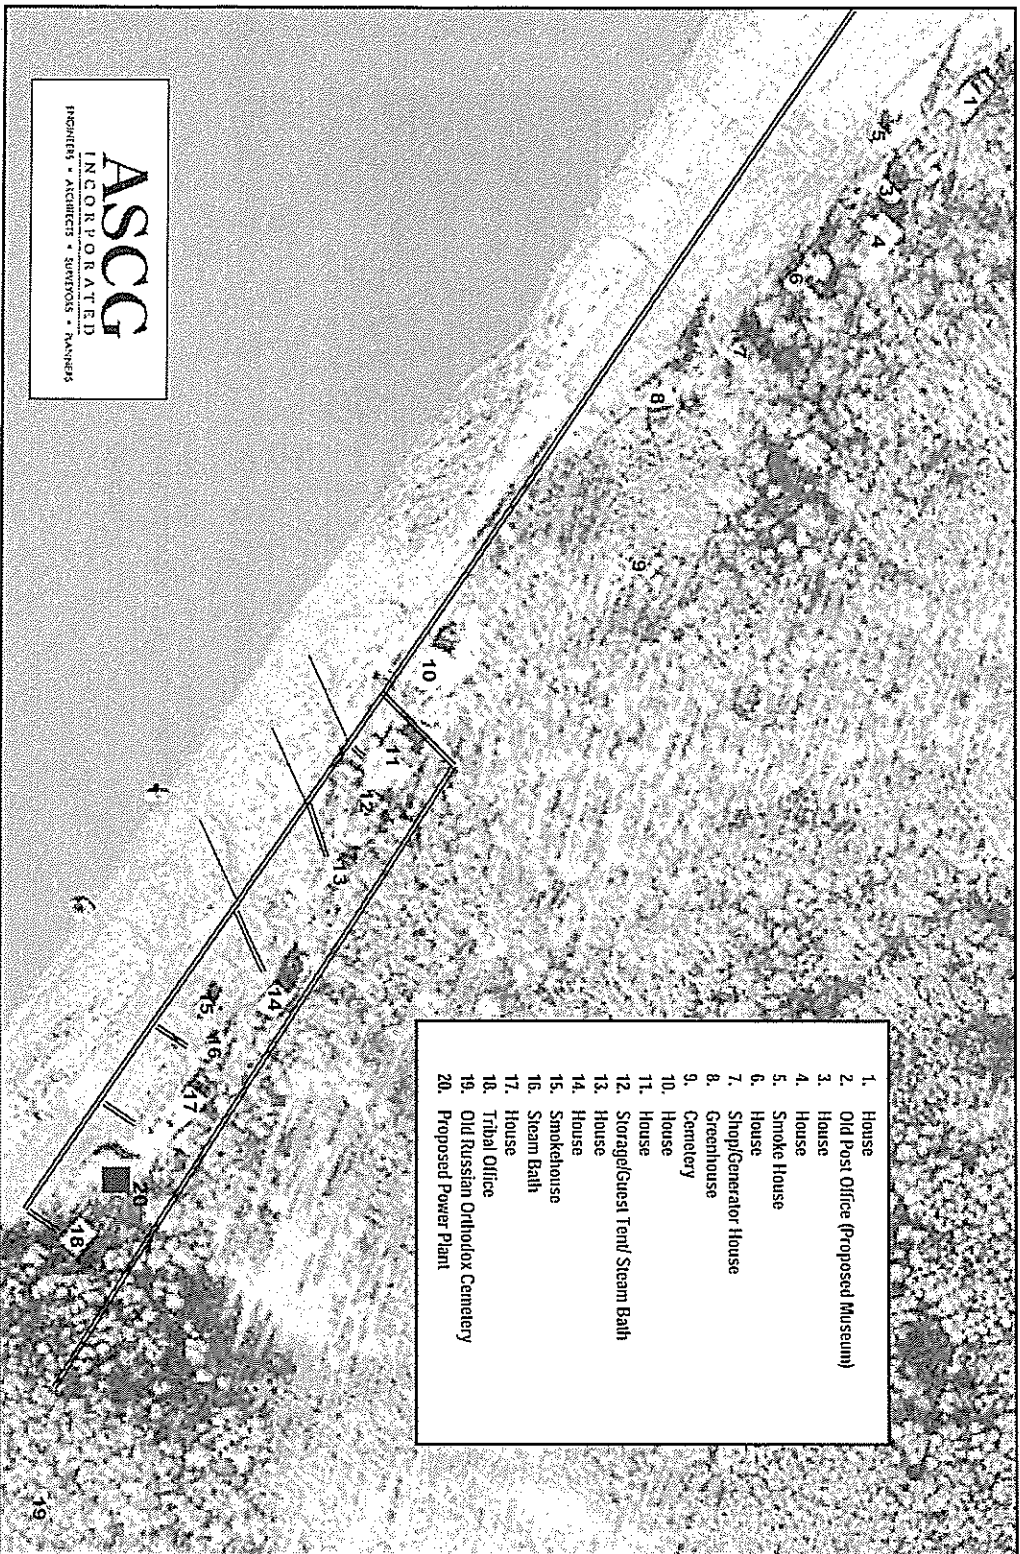 1. House
2. Old Post Office (Proposed Museum)
3. House
4. House
5. Smoke House
6. House
7. Shop/Generator House
8. Greenhouse
9. Cemetery
10. House
11. House
12. Storage/Guest Tent/ Steam Bath
13. House
14. House
15. Smokehouse
16. Steam Bath
17. House
18. Tribal Office
19. Old Russian Orthodox Cemetery
20. Proposed Power Plant
1
5
3
4
6
7
8
9
10
11
12
13
14
15
16
17
20
18
19
ASCG
INCORPORATED
ENGINEERS • ARCHITECTS • SURVEYORS • PLANNERS